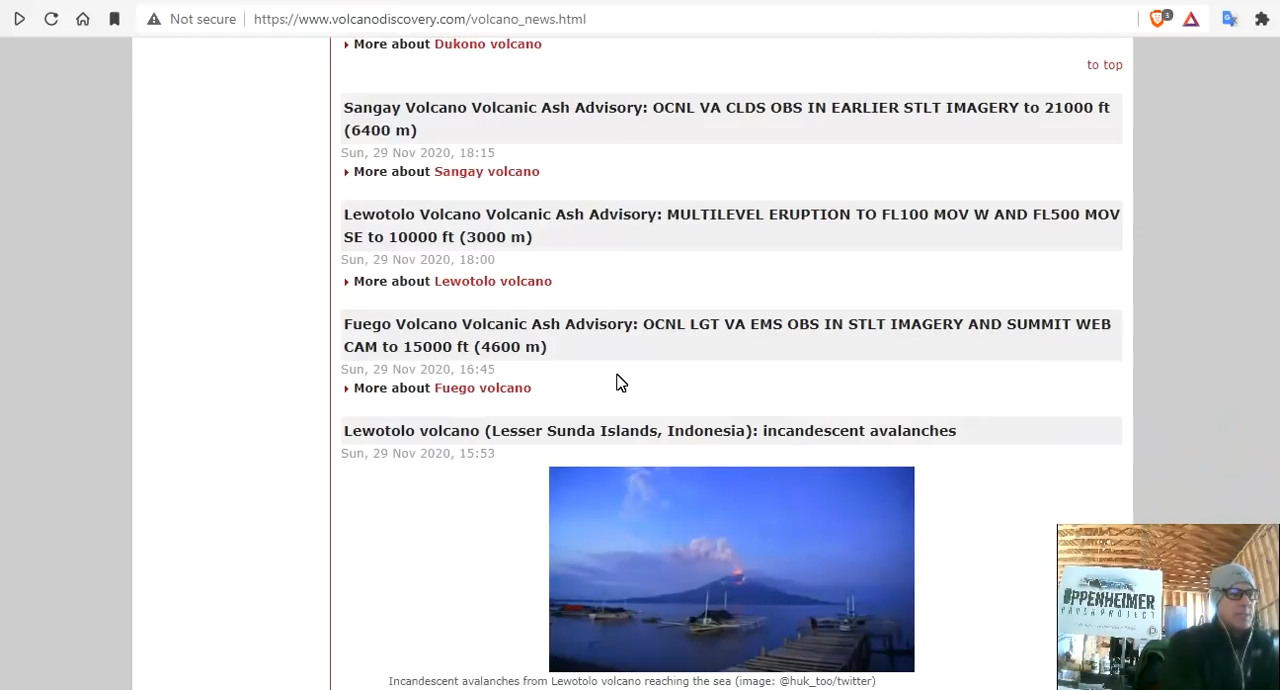 Not secure
https://www.volcanodiscovery.com/volcano_news.html
3
More about Dukono volcano
to top
Sangay Volcano Volcanic Ash Advisory: OCNL VA CLDS OBS IN EARLIER STLT IMAGERY to 21000 ft
(6400 m)
Sun, 29 Nov 2020, 18:15
More about Sangay volcano
Lewotolo Volcano Volcanic Ash Advisory: MULTILEVEL ERUPTION TO FL100 MOV W AND FL500 MOV
SE to 10000 ft (3000 m)
Sun, 29 Nov 2020, 18:00
More about Lewotolo volcano
Fuego Volcano Volcanic Ash Advisory: OCNL LGT VA EMS OBS IN STLT IMAGERY AND SUMMIT WEB
CAM to 15000 ft (4600 m)
Sun, 29 Nov 2020, 16:45
More about Fuego volcano
Lewotolo volcano (Lesser Sunda Islands, Indonesia): incandescent avalanches
Sun, 29 Nov 2020, 15:53
Incandescent avalanches from Lewotolo volcano reaching the sea (image: @huk_too/twitter)
OPPENHEIMER
RANCH PROJECT